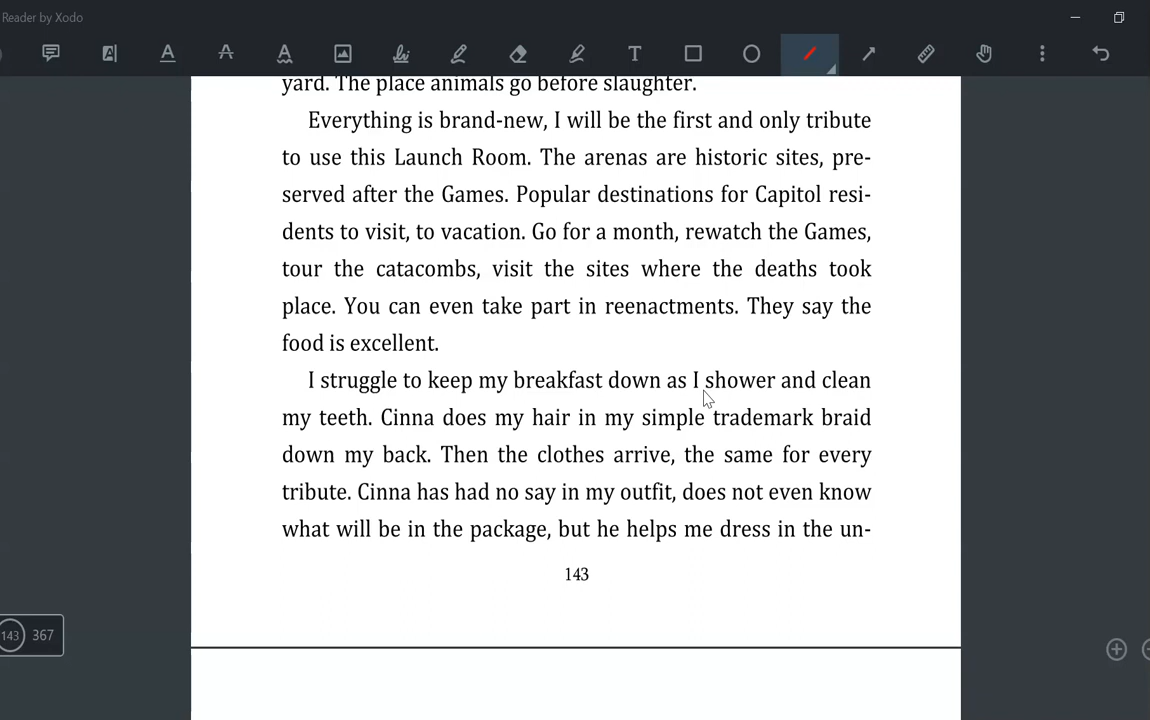 Reader by Xodo
yard. The place animals go before slaughter.
Everything is brand-new, I will be the first and only tribute
to use this Launch Room. The arenas are historic sites, pre-
served after the Games. Popular destinations for Capitol resi-
dents to visit, to vacation. Go for a month, rewatch the Games,
tour the catacombs, visit the sites where the deaths took
place. You can even take part in reenactments. They say the
food is excellent.
I struggle to keep my breakfast down as I shower and clean
my teeth. Cinna does my hair in my simple trademark braid
down my back. Then the clothes arrive, the same for every
tribute. Cinna has had no say in my outfit, does not even know
what will be in the package, but he helps me dress in the un-
143
143 367